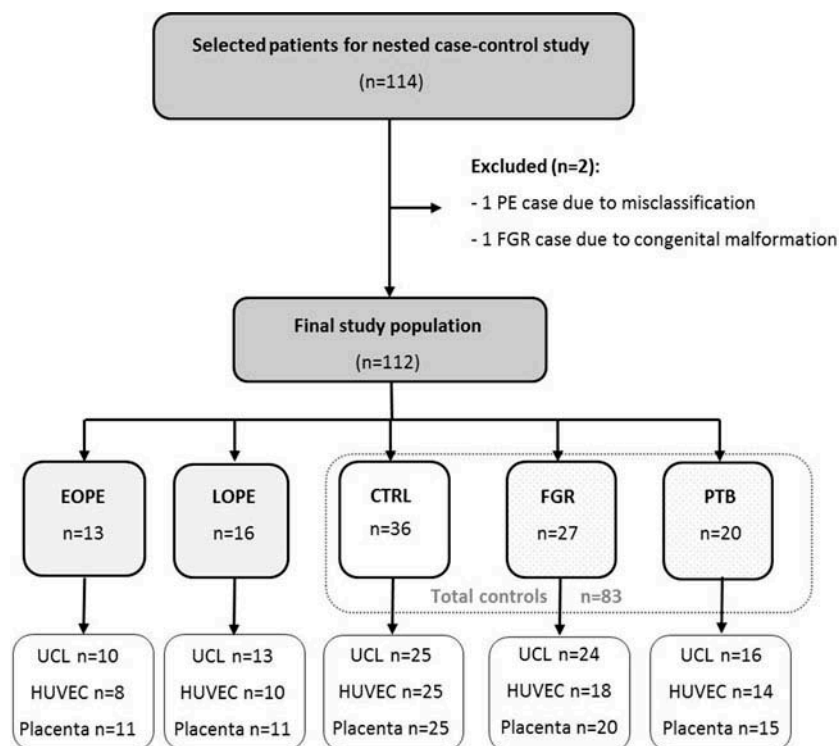 Selected patients for nested case-control study
(n=114)
Excluded (n=2):
- 1 PE case due to misclassification
- 1 FGR case due to congenital malformation
Final study population
(n=112)
EOPE
n=13
LOPE
n=16
CTRL
n=36
FGR
n=27
PTB
n=20
Total controls n=83
UCL n=10
HUVEC n=8
Placenta n=11
UCL n=13
HUVEC n=10
Placenta n=11
UCL n=25
HUVEC n=25
Placenta n=25
UCL n=24
HUVEC n=18
Placenta n=20
UCL n=16
HUVEC n=14
Placenta n=15